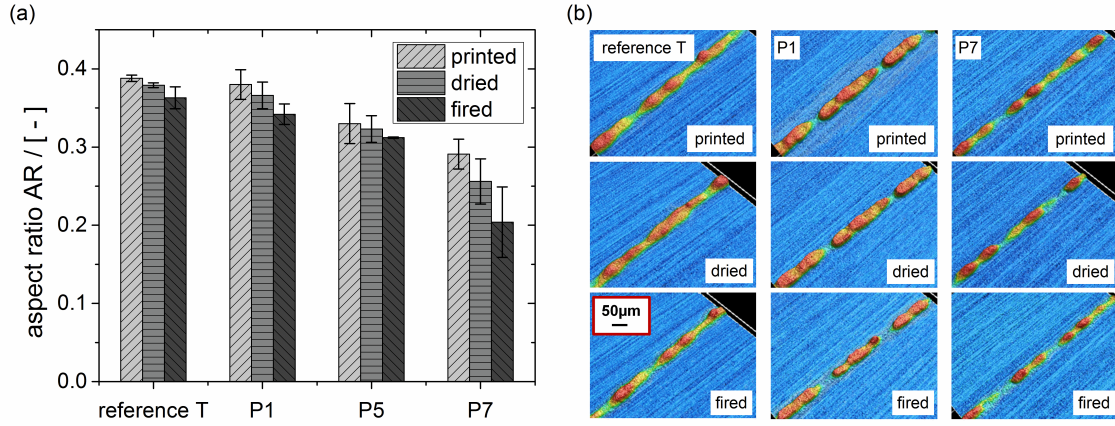 (a)
aspect ratio AR / [ - ]
0.4
0.3
0.2
0.1
0.0
printed
dried
fired
reference T P1 P5 P7
(b)
reference T
printed
P1
printed
P7
printed
dried
dried
dried
50µm
fired
fired
fired